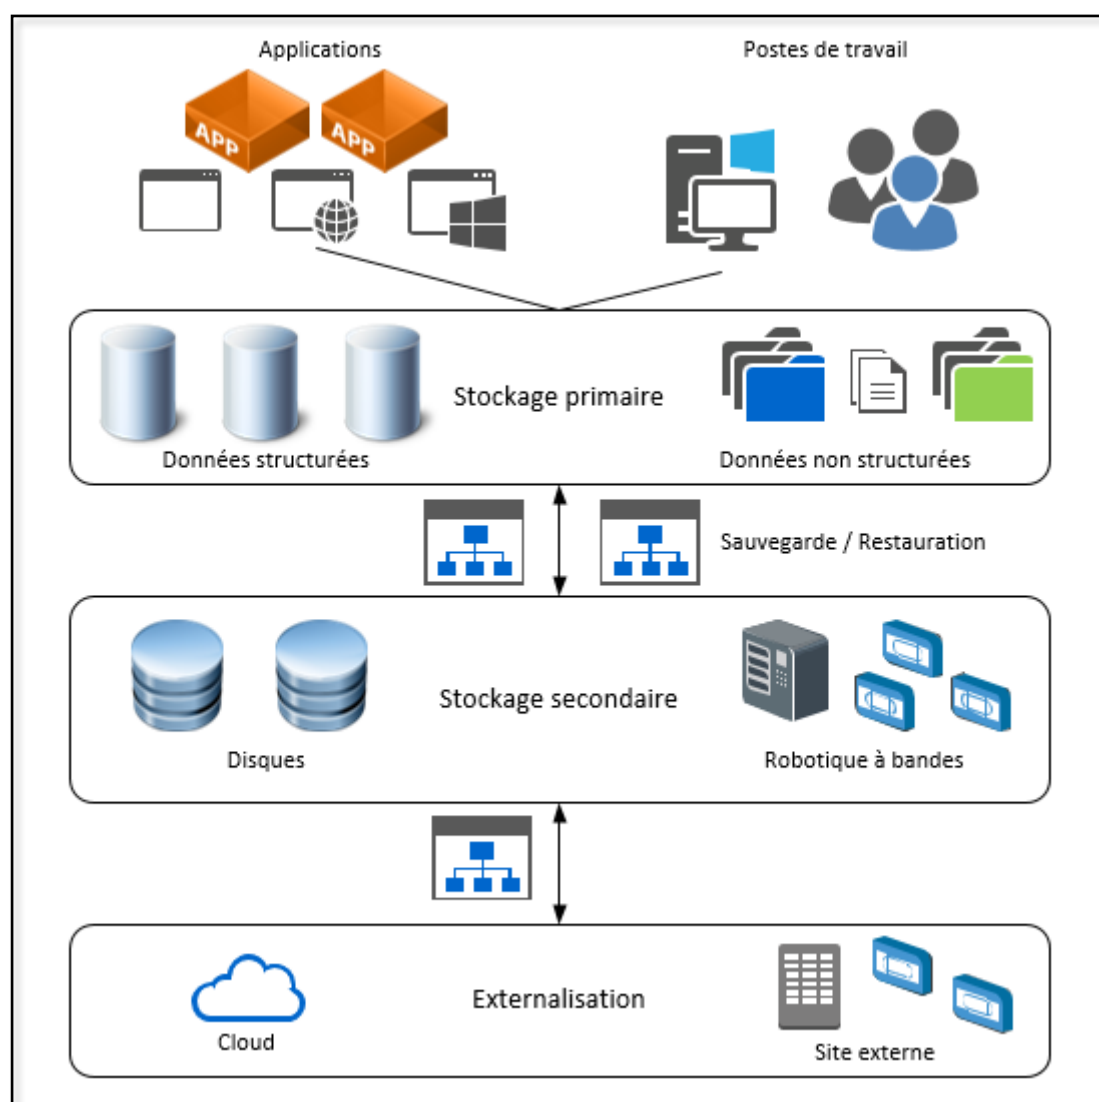 Applications
Postes de travail
APP
APP
Stockage primaire
Données structurées
Données non structurées
Sauvegarde / Restauration
Stockage secondaire
Disques
Robotique à bandes
Externalisation
Cloud
Site externe